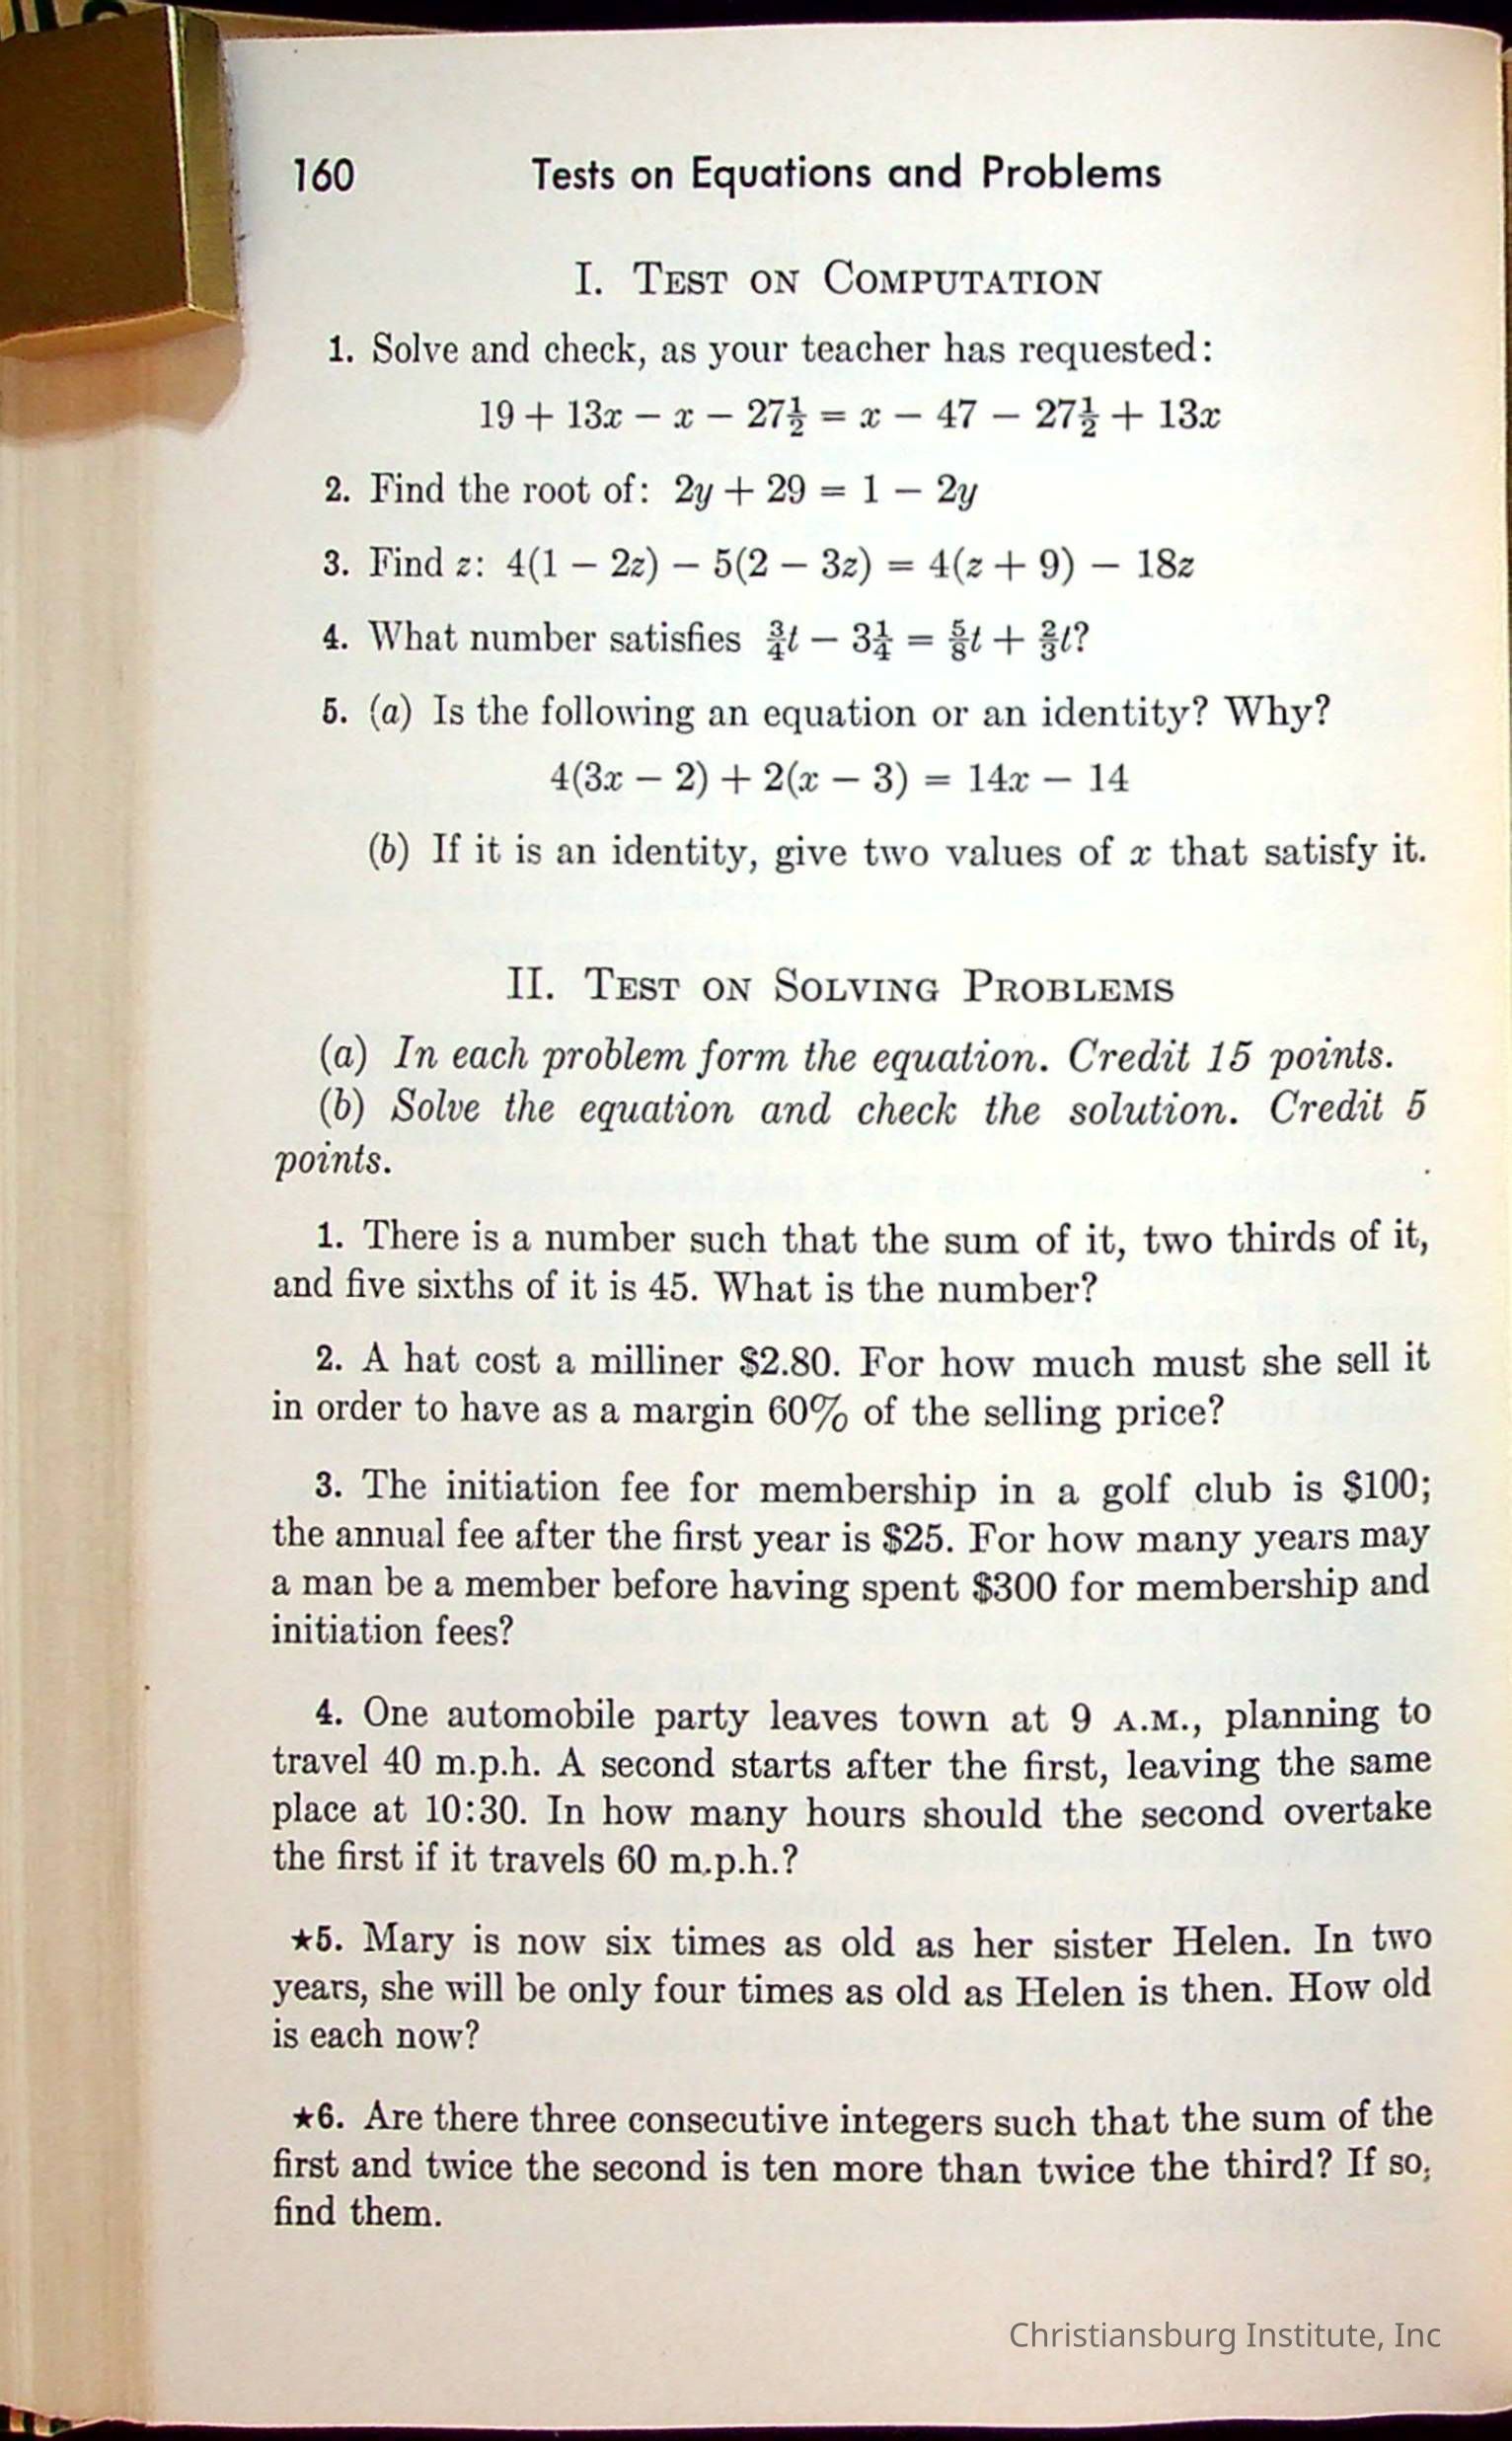 160 Tests on Equations and Problems
I. TEST ON COMPUTATION
1. Solve and check, as your teacher has requested:
19 + 13x − x − 27½ = x − 47 − 27½ + 13x
2. Find the root of: 2y + 29 = 1 − 2y
3. Find z: 4(1 − 2z) − 5(2 − 3z) = 4(z + 9) − 18z
4. What number satisfies ¾t − 3¼ = ⅝t + ⅔t?
5. (a) Is the following an equation or an identity? Why?
4(3x − 2) + 2(x − 3) = 14x − 14
(b) If it is an identity, give two values of x that satisfy it.
II. TEST ON SOLVING PROBLEMS
(a) In each problem form the equation. Credit 15 points.
(b) Solve the equation and check the solution. Credit 5
points.
1. There is a number such that the sum of it, two thirds of it,
and five sixths of it is 45. What is the number?
2. A hat cost a milliner $2.80. For how much must she sell it
in order to have as a margin 60% of the selling price?
3. The initiation fee for membership in a golf club is $100;
the annual fee after the first year is $25. For how many years may
a man be a member before having spent $300 for membership and
initiation fees?
4. One automobile party leaves town at 9 A.M., planning to
travel 40 m.p.h. A second starts after the first, leaving the same
place at 10:30. In how many hours should the second overtake
the first if it travels 60 m.p.h.?
★5. Mary is now six times as old as her sister Helen. In two
years, she will be only four times as old as Helen is then. How old
is each now?
★6. Are there three consecutive integers such that the sum of the
first and twice the second is ten more than twice the third? If so,
find them.
Christiansburg Institute, Inc